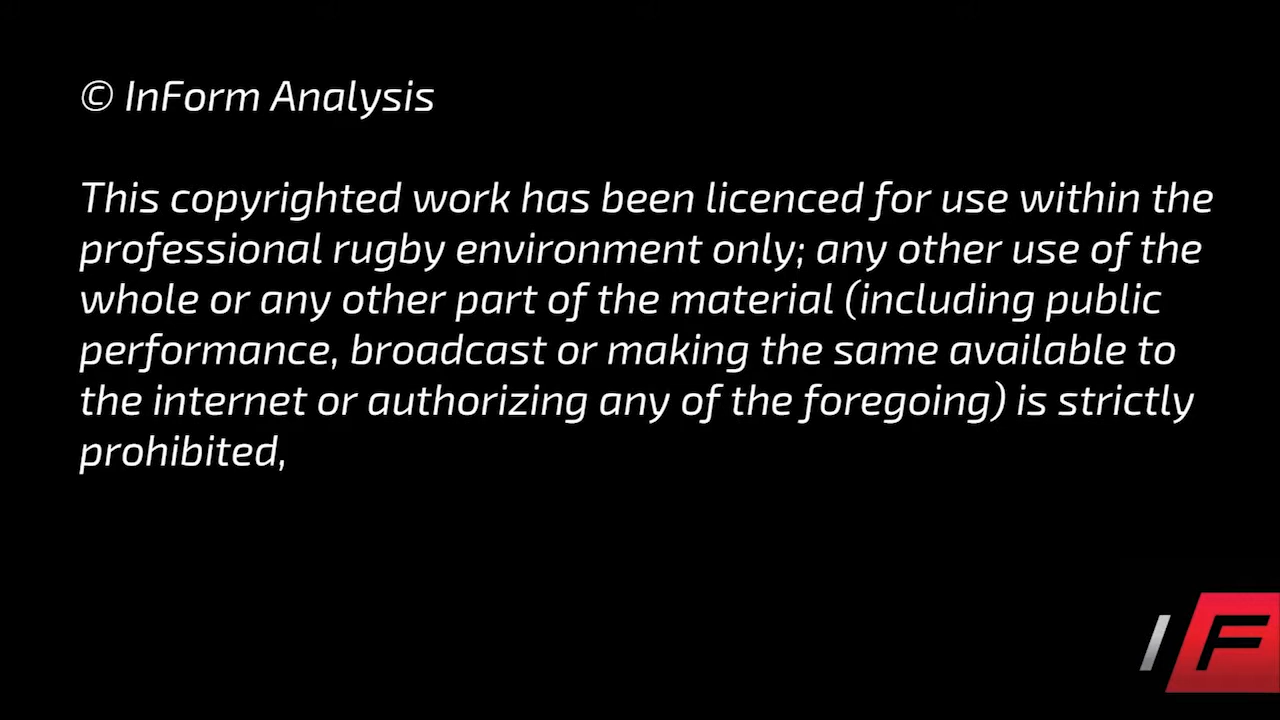 © InForm Analysis
This copyrighted work has been licenced for use within the
professional rugby environment only; any other use of the
whole or any other part of the material (including public
performance, broadcast or making the same available to
the internet or authorizing any of the foregoing) is strictly
prohibited,
IF